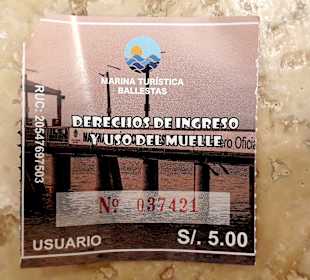 MARINA TURÍSTICA
BALLESTAS
DERECHOS DE INGRESO
Y USO DEL MUELLE
RUC: 20547697503
Nº 037421
USUARIO
S/. 5.00